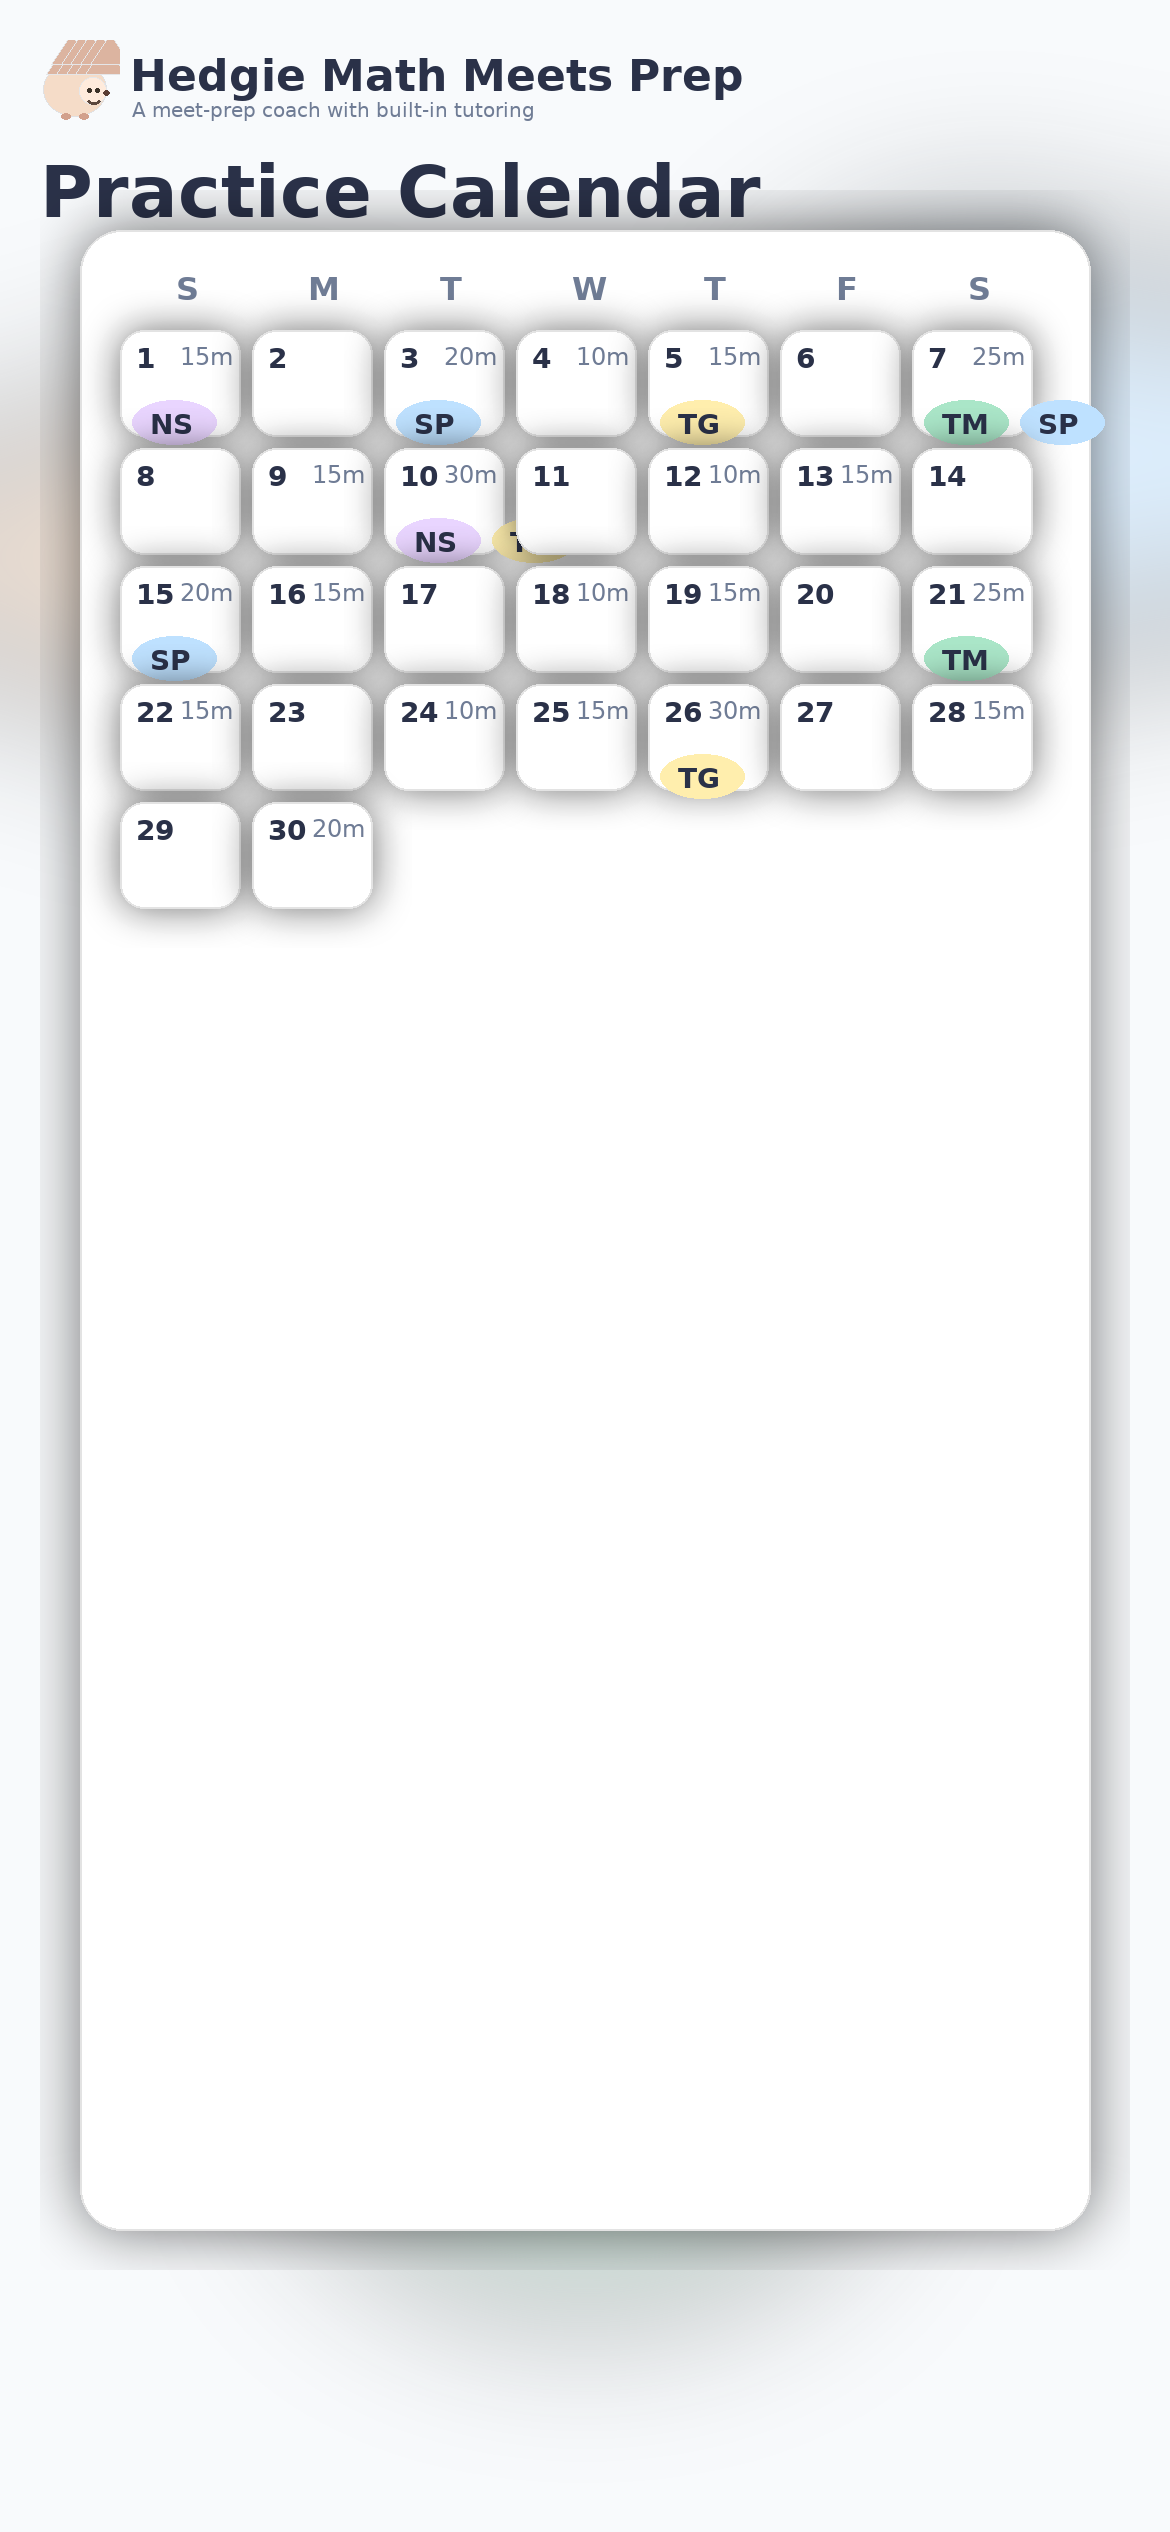 Hedgie Math Meets Prep
A meet-prep coach with built-in tutoring
Practice Calendar
S M T W T F S
1 15m 2 3 20m 4 10m 5 15m 6 7 25m
NS SP TG TM SP
8 9 15m 10 30m 11 12 10m 13 15m 14
NS
15 20m 16 15m 17 18 10m 19 15m 20 21 25m
SP TM
22 15m 23 24 10m 25 15m 26 30m 27 28 15m
TG
29 30 20m